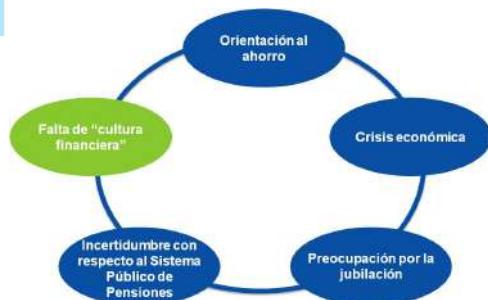 Orientación al
ahorro
Falta de “cultura
financiera”
Crisis económica
Incertidumbre con
respecto al Sistema
Público de
Pensiones
Preocupación por la
jubilación